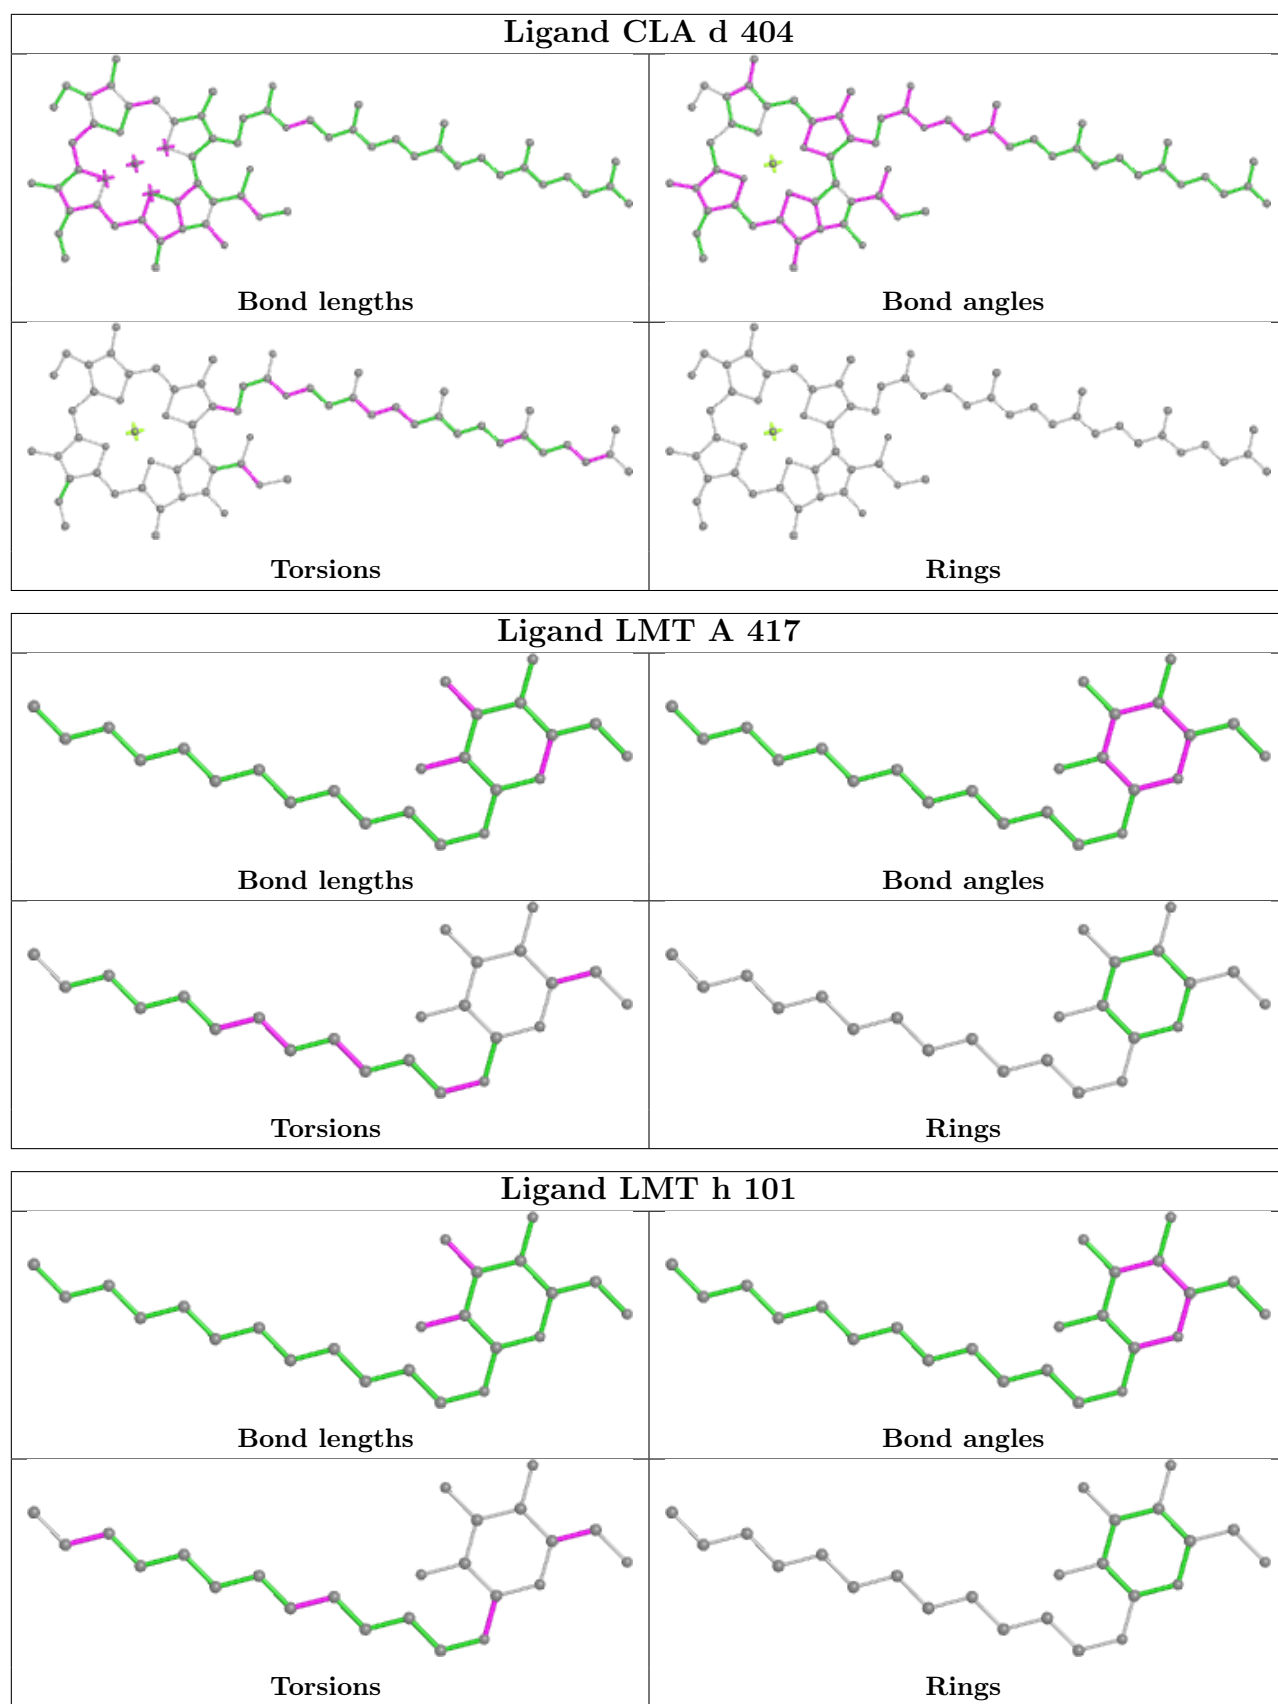 Ligand CLA d 404
Bond lengths
Bond angles
Torsions
Rings
Ligand LMT A 417
Bond lengths
Bond angles
Torsions
Rings
Ligand LMT h 101
Bond lengths
Bond angles
Torsions
Rings